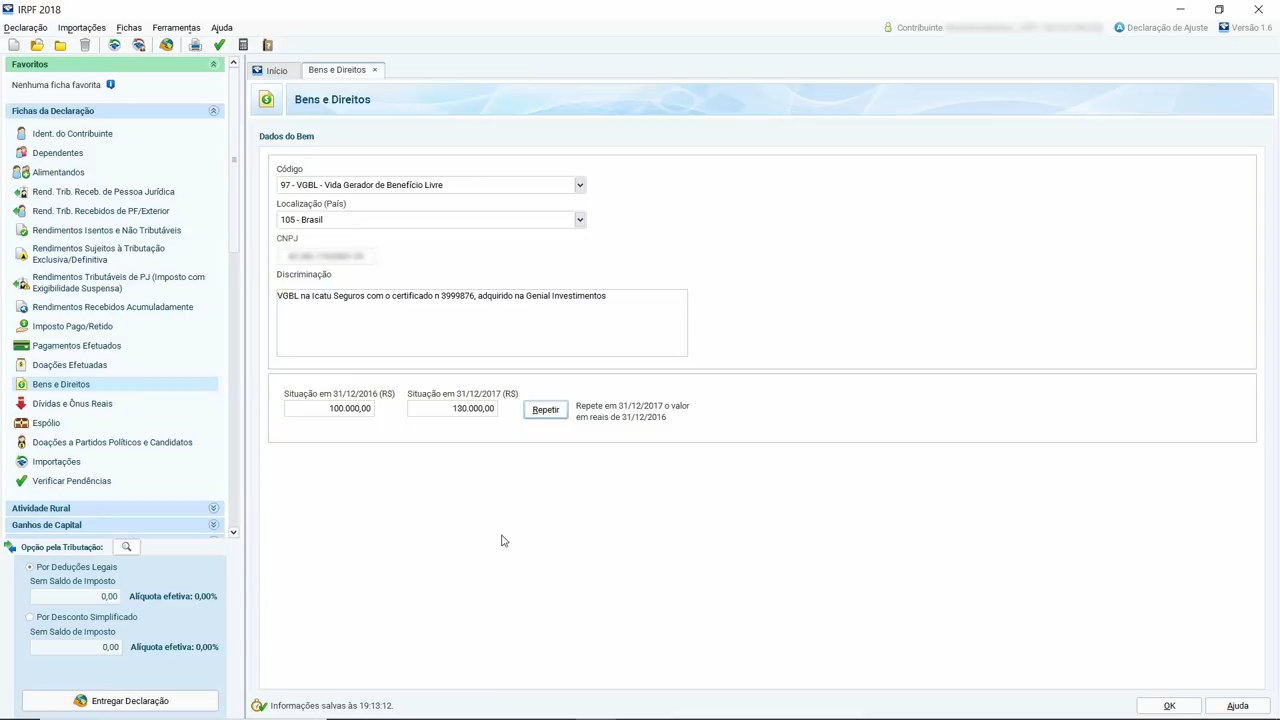 IRPF 2018
Declaração Importações Fichas Ferramentas Ajuda
Contribuinte
Declaração de Ajuste
Versão 1.6
Favoritos
Nenhuma ficha favorita
Fichas da Declaração
Ident. do Contribuinte
Dependentes
Alimentandos
Rend. Trib. Receb. de Pessoa Jurídica
Rend. Trib. Recebidos de PF/Exterior
Rendimentos Isentos e Não Tributáveis
Rendimentos Sujeitos à Tributação
Exclusiva/Definitiva
Rendimentos Tributáveis de PJ (Imposto com
Exigibilidade Suspensa)
Rendimentos Recebidos Acumuladamente
Imposto Pago/Retido
Pagamentos Efetuados
Doações Efetuadas
Bens e Direitos
Dívidas e Ônus Reais
Espólio
Doações a Partidos Políticos e Candidatos
Importações
Verificar Pendências
Atividade Rural
Ganhos de Capital
Opção pela Tributação:
Por Deduções Legais
Sem Saldo de Imposto
0,00 Alíquota efetiva: 0,00%
Por Desconto Simplificado
Sem Saldo de Imposto
0,00 Alíquota efetiva: 0,00%
Entregar Declaração
Início
Bens e Direitos ×
Bens e Direitos
Dados do Bem
Código
97 - VGBL - Vida Gerador de Benefício Livre
Localização (País)
105 - Brasil
CNPJ
Discriminação
VGBL na Icatu Seguros com o certificado n 3999876, adquirido na Genial Investimentos
Situação em 31/12/2016 (R$) Situação em 31/12/2017 (R$)
100.000,00 130.000,00 Repetir
Repete em 31/12/2017 o valor
em reais de 31/12/2016
Informações salvas às 19:13:12.
OK
Ajuda